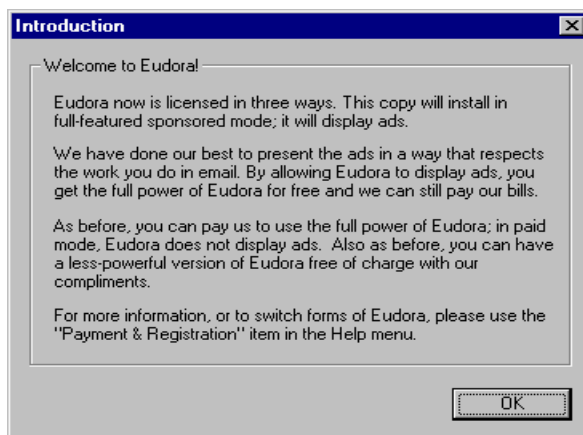 Introduction
Welcome to Eudora!
Eudora now is licensed in three ways. This copy will install in
full-featured sponsored mode; it will display ads.
We have done our best to present the ads in a way that respects
the work you do in email. By allowing Eudora to display ads, you
get the full power of Eudora for free and we can still pay our bills.
As before, you can pay us to use the full power of Eudora; in paid
mode, Eudora does not display ads.  Also as before, you can have
a less-powerful version of Eudora free of charge with our
compliments.
For more information, or to switch forms of Eudora, please use the
"Payment & Registration" item in the Help menu.
OK